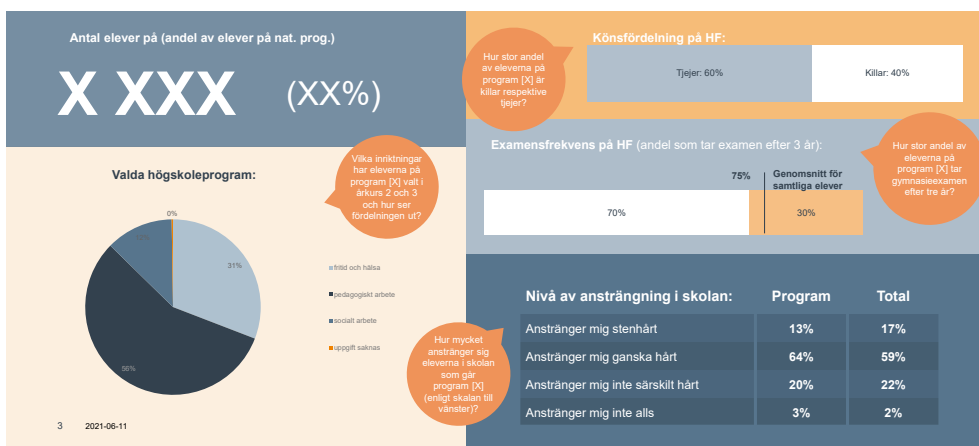 Antal elever på (andel av elever på nat. prog.)
X XXX (XX%)
Valda högskoleprogram:
Vilka inriktningar
har eleverna på
program [X] valt i
årkurs 2 och 3
och hur ser
fördelningen ut?
0%
31%
56%
fritid och hälsa
pedagogiskt arbete
socialt arbete
uppgift saknas
3 2021-06-11
Könsfördelning på HF:
Hur stor andel
av eleverna på
program [X] är
killar respektive
tjejer?
Tjejer: 60% Killar: 40%
Examensfrekvens på HF (andel som tar examen efter 3 år):
75% Genomsnitt för
samtliga elever
70% 30%
Hur stor andel av
eleverna på
program [X] tar
gymnasieexamen
efter tre år?
Hur mycket
anstränger sig
eleverna i skolan
som går
program [X]
(enligt skalan till
vänster)?
Nivå av ansträngning i skolan: Program Total
Anstränger mig stenhårt 13% 17%
Anstränger mig ganska hårt 64% 59%
Anstränger mig inte särskilt hårt 20% 22%
Anstränger mig inte alls 3% 2%